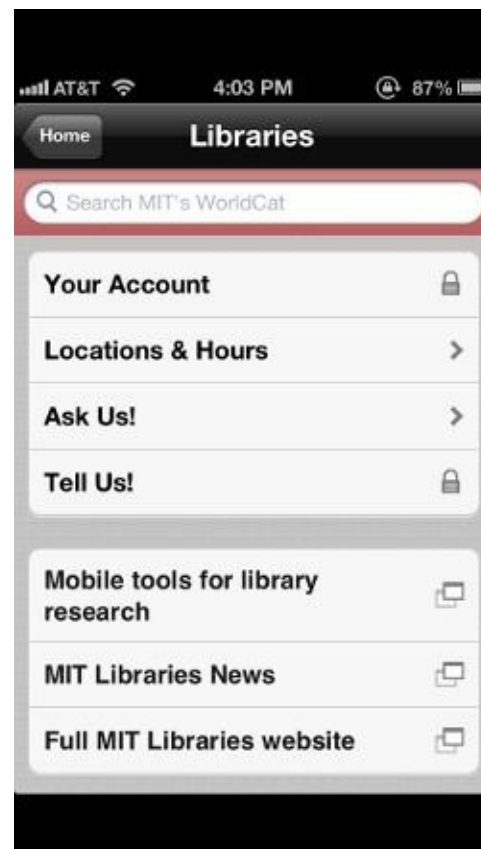 AT&T 4:03 PM 87%
Home Libraries
Search MIT's WorldCat
Your Account
Locations & Hours
Ask Us!
Tell Us!
Mobile tools for library
research
MIT Libraries News
Full MIT Libraries website